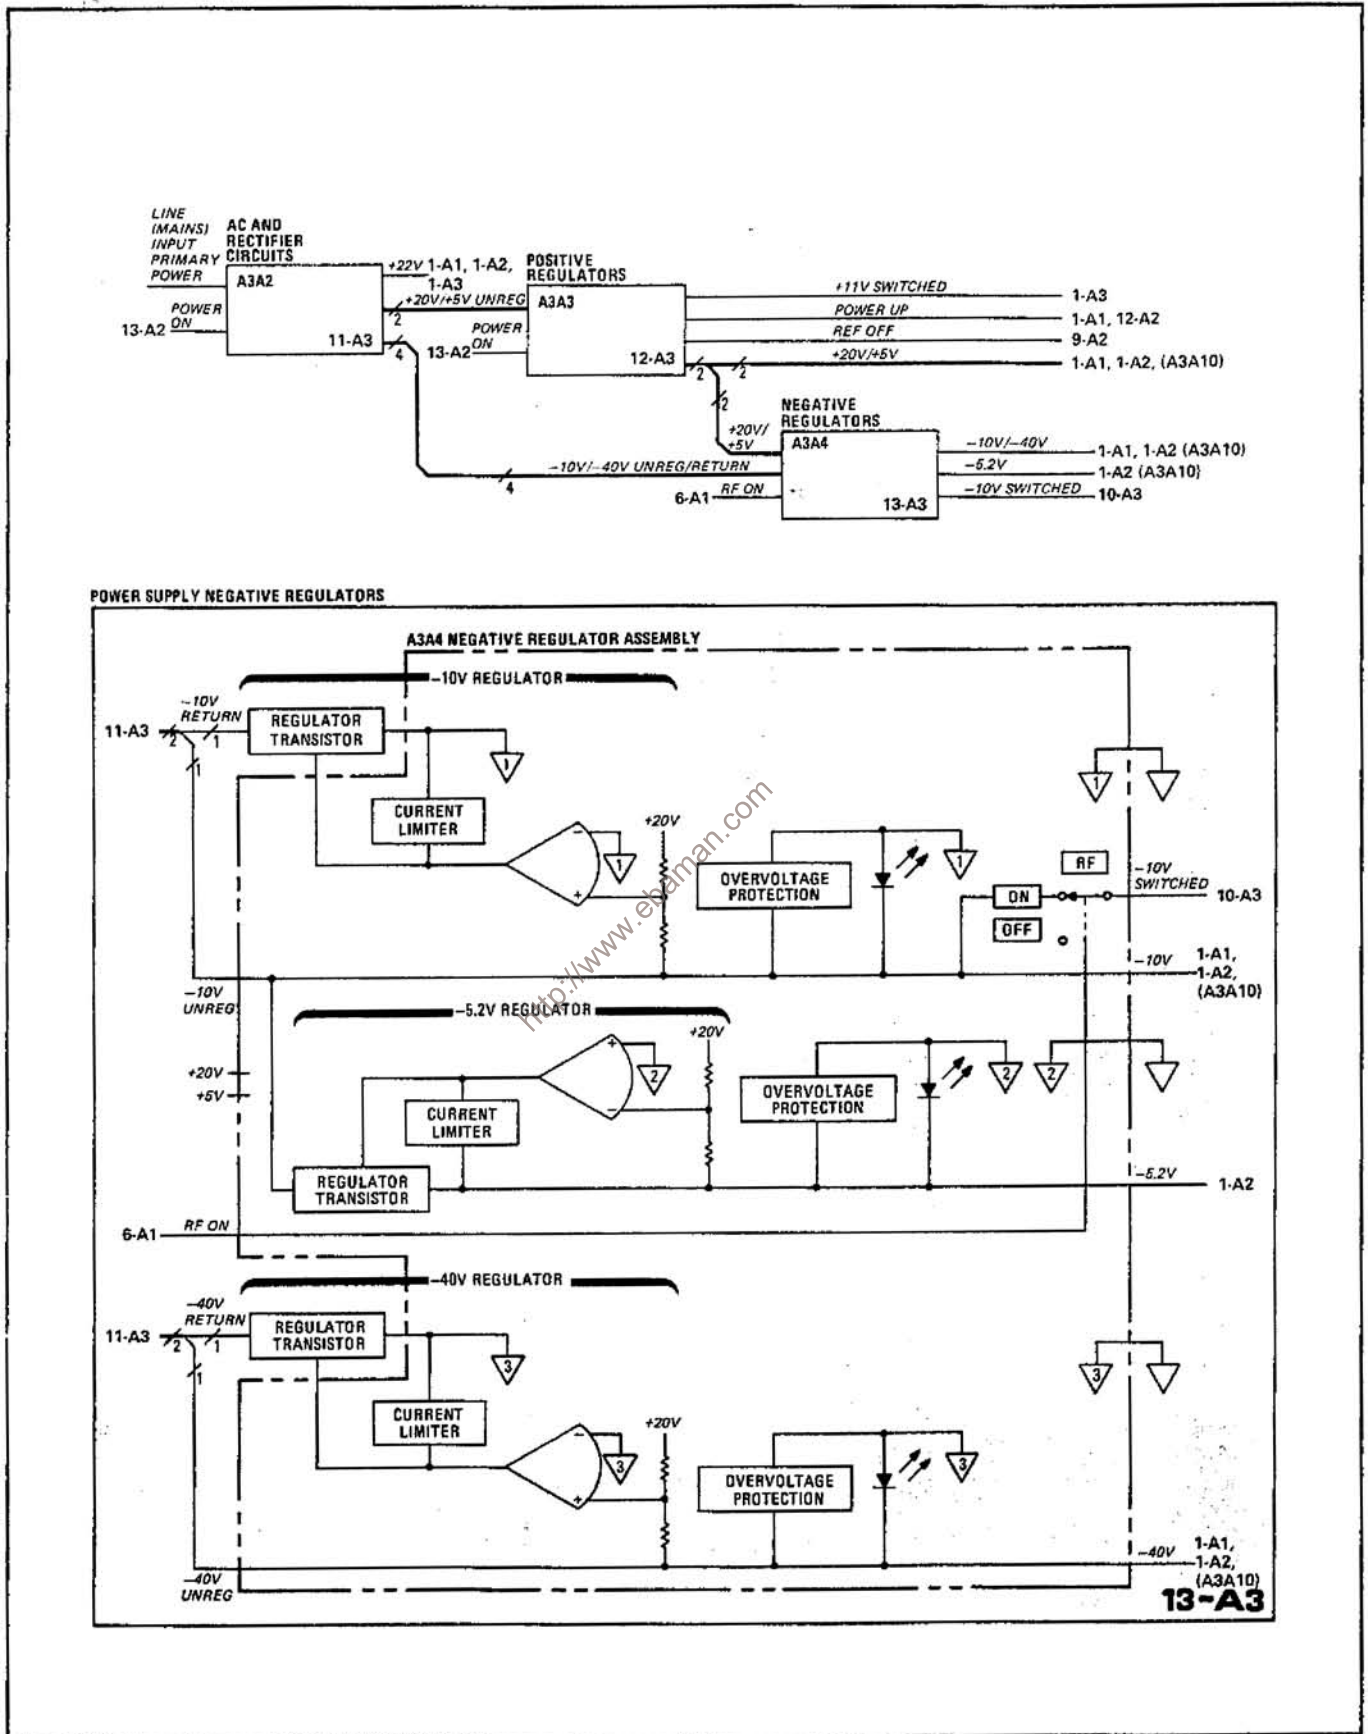 LINE
(MAINS)
INPUT
PRIMARY
POWER
AC AND
RECTIFIER
CIRCUITS
A3A2
POWER
ON
13-A2
11-A3
+22V 1-A1, 1-A2,
1-A3
+20V/+5V UNREG
2
4
POSITIVE
REGULATORS
A3A3
POWER
ON
13-A2
12-A3
+11V SWITCHED
1-A3
POWER UP
1-A1, 12-A2
REF OFF
9-A2
+20V/+5V
2
2
1-A1, 1-A2, (A3A10)
2
+20V/
+5V
NEGATIVE
REGULATORS
A3A4
-10V/-40V UNREG/RETURN
4
6-A1 RF ON
13-A3
-10V/-40V
1-A1, 1-A2 (A3A10)
-5.2V
1-A2 (A3A10)
-10V SWITCHED
10-A3
POWER SUPPLY NEGATIVE REGULATORS
A3A4 NEGATIVE REGULATOR ASSEMBLY
-10V REGULATOR
-10V
RETURN
11-A3
2
1
1
REGULATOR
TRANSISTOR
1
CURRENT
LIMITER
-
+
1
+20V
OVERVOLTAGE
PROTECTION
1
1
RF
ON
OFF
-10V
SWITCHED
10-A3
-10V
1-A1,
1-A2,
(A3A10)
-10V
UNREG
-5.2V REGULATOR
+20V
+5V
+
-
2
+20V
CURRENT
LIMITER
OVERVOLTAGE
PROTECTION
2
2
REGULATOR
TRANSISTOR
-5.2V
1-A2
6-A1
RF ON
-40V REGULATOR
-40V
RETURN
11-A3
2
1
1
REGULATOR
TRANSISTOR
3
CURRENT
LIMITER
-
+
3
+20V
OVERVOLTAGE
PROTECTION
3
3
-40V
UNREG
-40V
1-A1,
1-A2,
(A3A10)
13-A3
http://www.ebaman.com